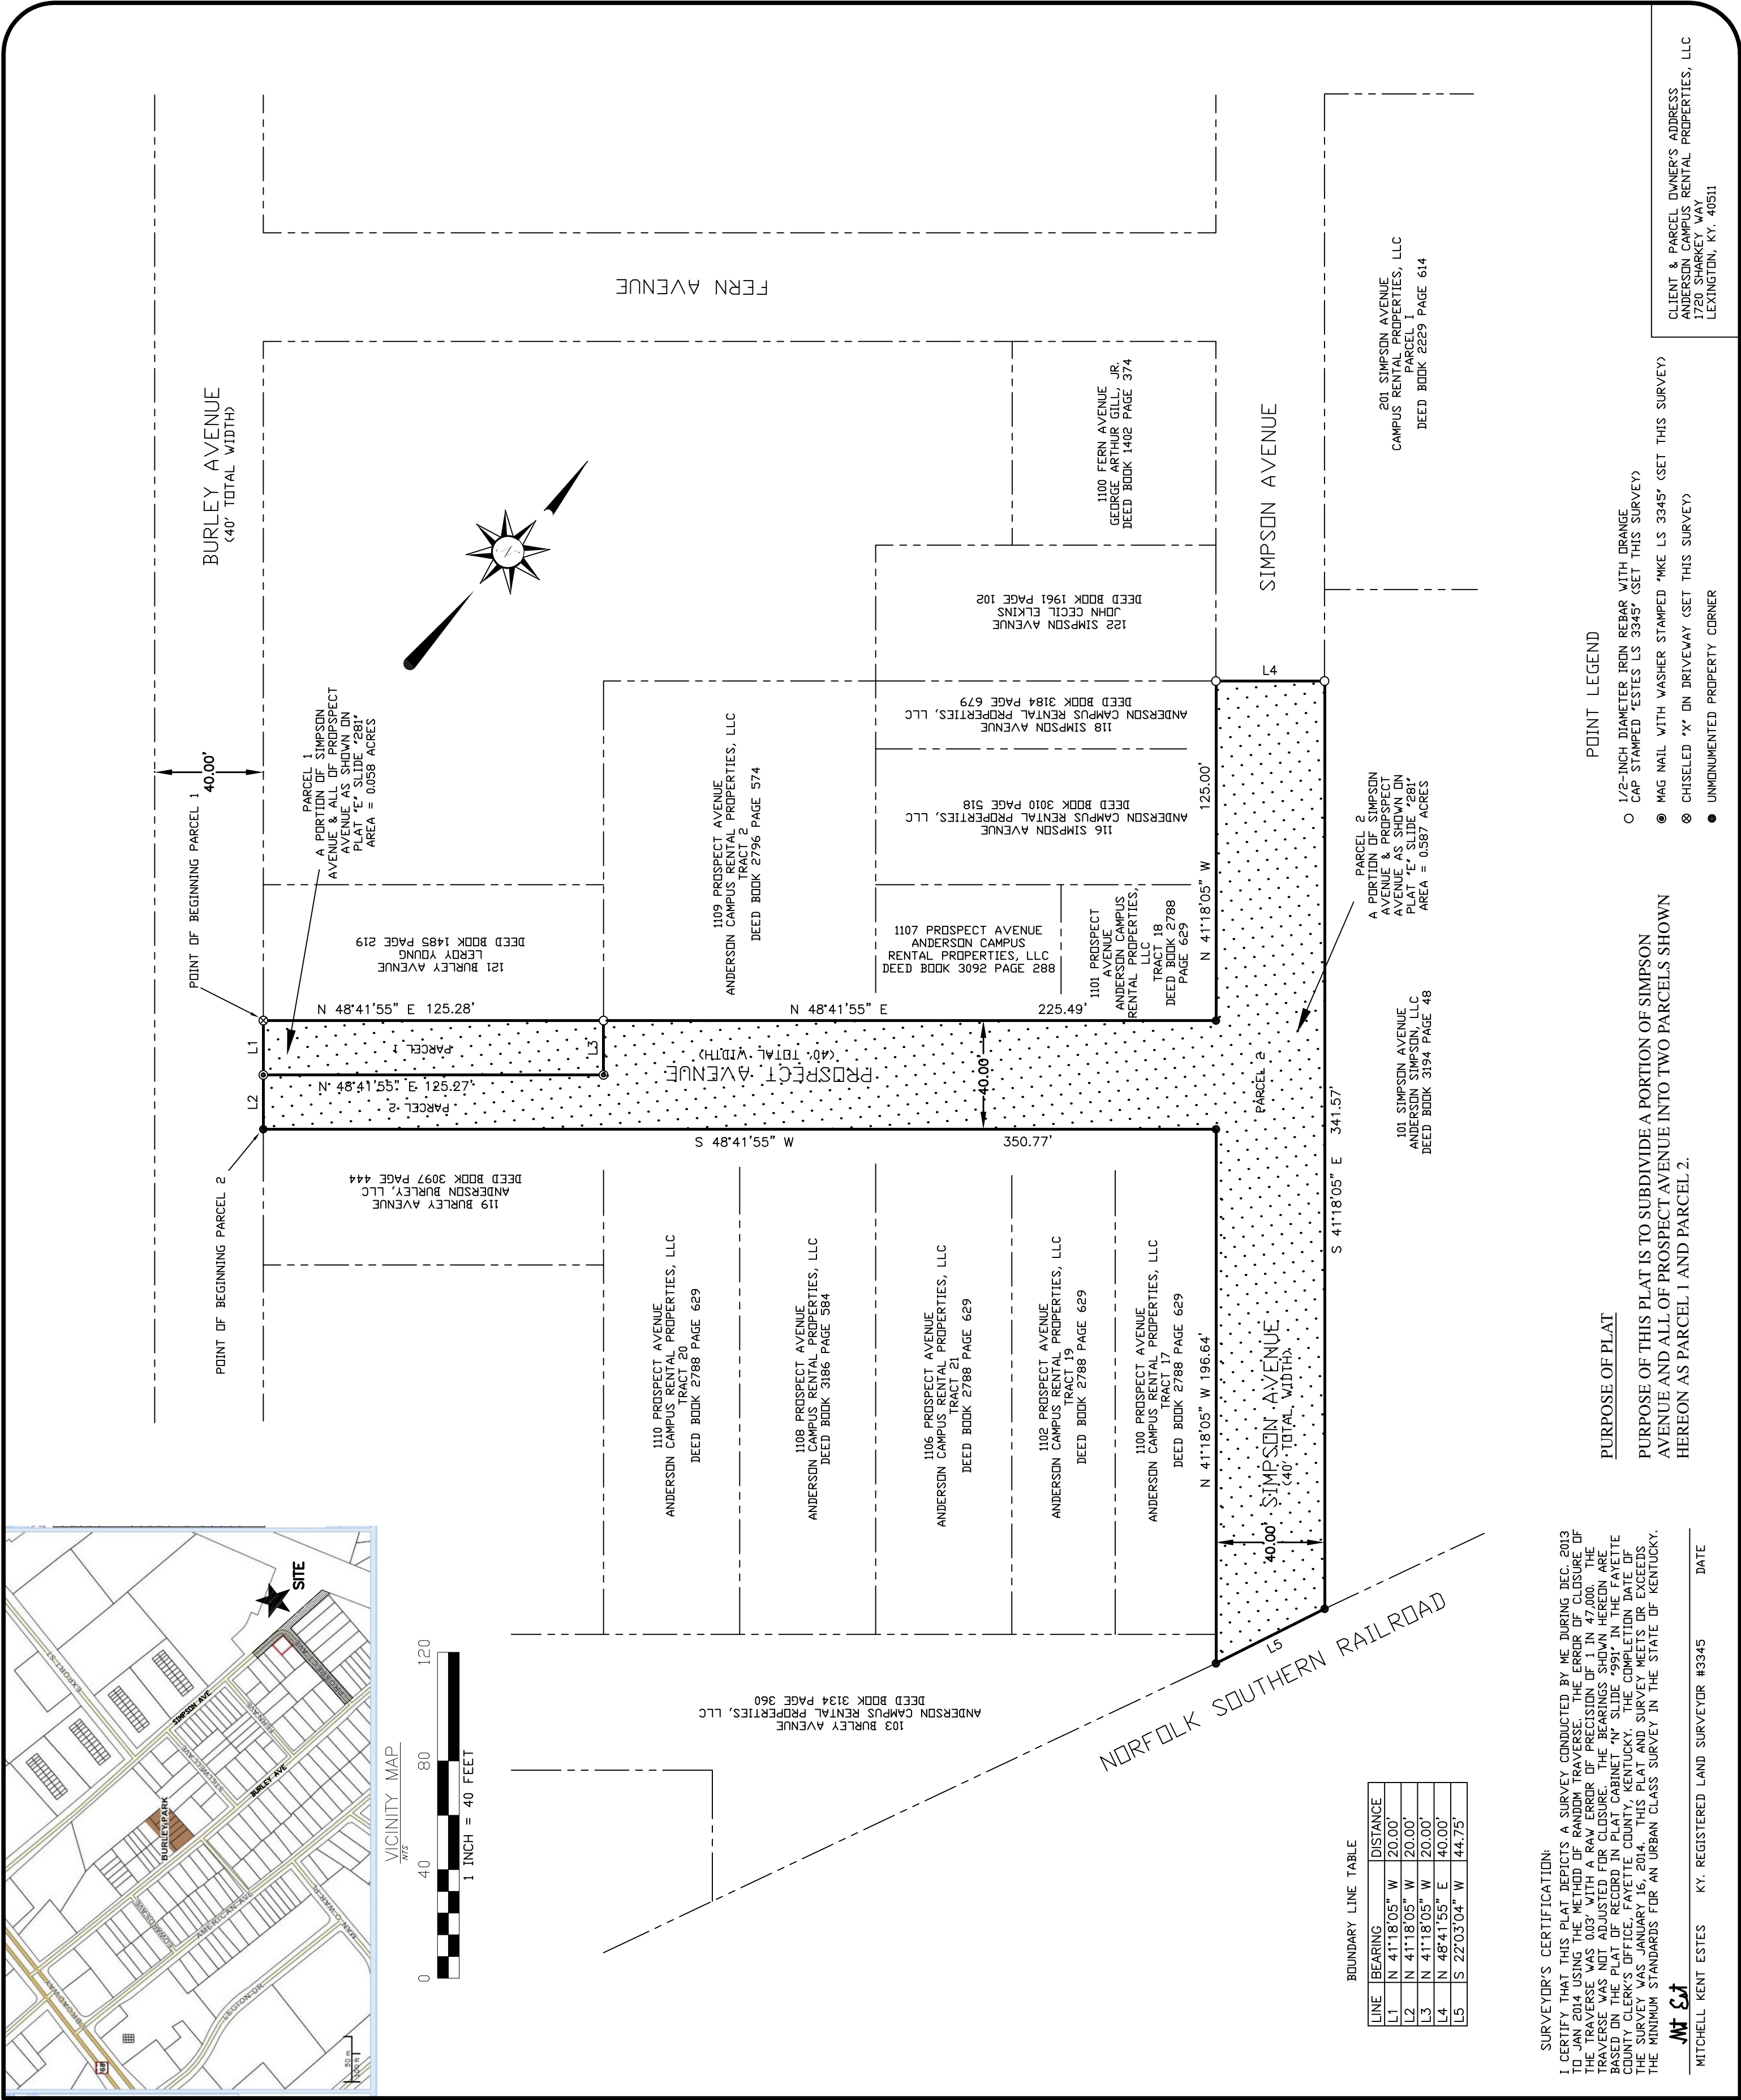 BURLEY AVENUE
(40' TOTAL WIDTH)
FERN AVENUE
40.00'
POINT OF BEGINNING PARCEL 1
POINT OF BEGINNING PARCEL 2
PARCEL 1
A PORTION OF SIMPSON
AVENUE & ALL OF PROSPECT
AVENUE AS SHOWN ON
PLAT "E" SLIDE "281"
AREA = 0.058 ACRES
121 BURLEY AVENUE
LEROY YOUNG
DEED BOOK 1485 PAGE 219
1109 PROSPECT AVENUE
ANDERSON CAMPUS RENTAL PROPERTIES, LLC
TRACT 2
DEED BOOK 2796 PAGE 574
1100 FERN AVENUE
GEORGE ARTHUR GILL, JR.
DEED BOOK 1402 PAGE 374
122 SIMPSON AVENUE
JOHN CECIL ELKINS
DEED BOOK 1961 PAGE 102
118 SIMPSON AVENUE
ANDERSON CAMPUS RENTAL PROPERTIES, LLC
DEED BOOK 3184 PAGE 679
116 SIMPSON AVENUE
ANDERSON CAMPUS RENTAL PROPERTIES, LLC
DEED BOOK 3010 PAGE 518
1107 PROSPECT AVENUE
ANDERSON CAMPUS
RENTAL PROPERTIES, LLC
DEED BOOK 3092 PAGE 288
1101 PROSPECT
AVENUE
ANDERSON CAMPUS
RENTAL PROPERTIES,
LLC
TRACT 18
DEED BOOK 2788
PAGE 629
SIMPSON AVENUE
201 SIMPSON AVENUE
CAMPUS RENTAL PROPERTIES, LLC
PARCEL I
DEED BOOK 2229 PAGE 614
N 48°41'55" E 125.28'
N 48°41'55" E 225.49'
N 48°41'55" E 125.27'
PARCEL 1
PARCEL 2
L1
L2
L3
PROSPECT AVENUE
(40' TOTAL WIDTH)
40.00'
S 48°41'55" W 350.77'
N 41°18'05" W 125.00'
L4
PARCEL 2
PARCEL 2
A PORTION OF SIMPSON
AVENUE & PROPSPECT
AVENUE AS SHOWN ON
PLAT "E" SLIDE "281"
AREA = 0.587 ACRES
101 SIMPSON AVENUE
ANDERSON SIMPSON, LLC
DEED BOOK 3194 PAGE 48
S 41°18'05" E 341.57'
119 BURLEY AVENUE
ANDERSON BURLEY, LLC
DEED BOOK 3097 PAGE 444
1110 PROSPECT AVENUE
ANDERSON CAMPUS RENTAL PROPERTIES, LLC
TRACT 20
DEED BOOK 2788 PAGE 629
1108 PROSPECT AVENUE
ANDERSON CAMPUS RENTAL PROPERTIES, LLC
DEED BOOK 3186 PAGE 584
1106 PROSPECT AVENUE
ANDERSON CAMPUS RENTAL PROPERTIES, LLC
TRACT 21
DEED BOOK 2788 PAGE 629
1102 PROSPECT AVENUE
ANDERSON CAMPUS RENTAL PROPERTIES, LLC
TRACT 19
DEED BOOK 2788 PAGE 629
1100 PROSPECT AVENUE
ANDERSON CAMPUS RENTAL PROPERTIES, LLC
TRACT 17
DEED BOOK 2788 PAGE 629
N 41°18'05" W 196.64'
SIMPSON AVENUE
(40' TOTAL WIDTH)
40.00'
L5
NORFOLK SOUTHERN RAILROAD
103 BURLEY AVENUE
ANDERSON CAMPUS RENTAL PROPERTIES, LLC
DEED BOOK 3134 PAGE 360
EXPORT ST
SIMPSON AVE
FERN AVE
PROSPECT AVE
STILLWELL AVE
BURLEY AVE
BURLEY PARK
EDWARDS AVE
AMERICAN AVE
MAN O WAR PL
LEGION DR
S BROADWAY
68
50 m
SITE
VICINITY MAP
NTS
0 40 80 120
1 INCH = 40 FEET
BOUNDARY LINE TABLE
LINE BEARING DISTANCE
L1 N 41°18'05" W 20.00'
L2 N 41°18'05" W 20.00'
L3 N 41°18'05" W 20.00'
L4 N 48°41'55" E 40.00'
L5 S 22°03'04" W 44.75'
SURVEYOR'S CERTIFICATION:
I CERTIFY THAT THIS PLAT DEPICTS A SURVEY CONDUCTED BY ME DURING DEC. 2013
TO JAN 2014 USING THE METHOD OF RANDOM TRAVERSE. THE ERROR OF CLOSURE OF
THE TRAVERSE WAS 0.03' WITH A RAW ERROR OF PRECISION OF 1 IN 47,000. THE
TRAVERSE WAS NOT ADJUSTED FOR CLOSURE. THE BEARINGS SHOWN HEREON ARE
BASED ON THE PLAT OF RECORD IN PLAT CABINET "N" SLIDE "991" IN THE FAYETTE
COUNTY CLERK'S OFFICE, FAYETTE COUNTY, KENTUCKY. THE COMPLETION DATE OF
THE SURVEY WAS JANUARY 16, 2014. THIS PLAT AND SURVEY MEETS OR EXCEEDS
THE MINIMUM STANDARDS FOR AN URBAN CLASS SURVEY IN THE STATE OF KENTUCKY.
MITCHELL KENT ESTES KY. REGISTERED LAND SURVEYOR #3345 DATE
PURPOSE OF PLAT
PURPOSE OF THIS PLAT IS TO SUBDIVIDE A PORTION OF SIMPSON
AVENUE AND ALL OF PROSPECT AVENUE INTO TWO PARCELS SHOWN
HEREON AS PARCEL 1 AND PARCEL 2.
POINT LEGEND
1/2-INCH DIAMETER IRON REBAR WITH ORANGE
CAP STAMPED "ESTES LS 3345" (SET THIS SURVEY)
MAG NAIL WITH WASHER STAMPED "MKE LS 3345" (SET THIS SURVEY)
CHISELED "X" ON DRIVEWAY (SET THIS SURVEY)
UNMONUMENTED PROPERTY CORNER
CLIENT & PARCEL OWNER'S ADDRESS
ANDERSON CAMPUS RENTAL PROPERTIES, LLC
1720 SHARKEY WAY
LEXINGTON, KY. 40511